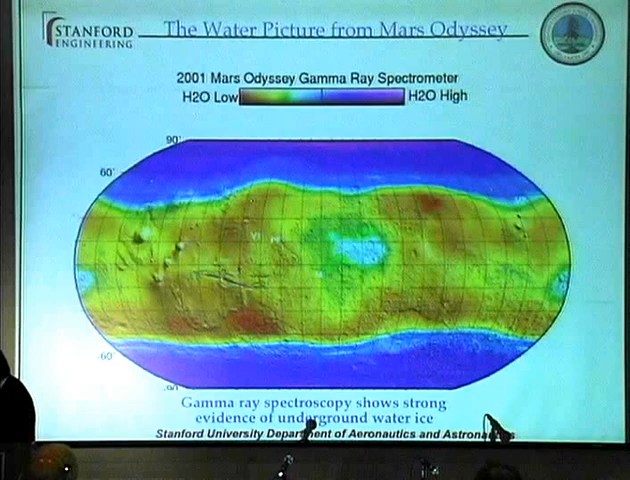 STANFORD
ENGINEERING
The Water Picture from Mars Odyssey
2001 Mars Odyssey Gamma Ray Spectrometer
H2O Low
H2O High
90°
60°
-60°
-90
Gamma ray spectroscopy shows strong
evidence of underground water ice
Stanford University Department of Aeronautics and Astronautics